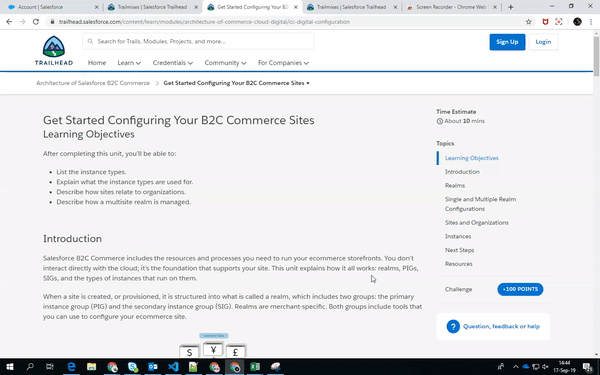 Account | Salesforce
Trailmixes | Salesforce
Get Started Configuring Your B2C
Trailmixes | Salesforce
Screen Recorder - Chrome Web
trailhead.salesforce.com/content/learn/modules/architecture-of-commerce-cloud-digital/cc-digital-configuration
TRAILHEAD
Search for Trails, Modules, Projects, and more...
Sign Up
Login
Home
Learn
Credentials
Community
For Companies
Architecture of Salesforce B2C Commerce
Get Started Configuring Your B2C Commerce Sites
Get Started Configuring Your B2C Commerce Sites
Learning Objectives
After completing this unit, you'll be able to:
• List the instance types.
• Explain what the instance types are used for.
• Describe how sites relate to organizations.
• Describe how a multisite realm is managed.
Introduction
Salesforce B2C Commerce includes the resources and processes you need to run your ecommerce storefronts. You don't
interact directly with the cloud; it's the foundation that supports your site. This unit explains how it all works: realms, PIGs,
SIGs, and the types of instances that run on them.
When a site is created, or provisioned, it is structured into what is called a realm, which includes two groups: the primary
instance group (PIG) and the secondary instance group (SIG). Realms are merchant-specific. Both groups include tools that
you can use to configure your ecommerce site.
$ ¥ £
Time Estimate
About 10 mins
Topics
Learning Objectives
Introduction
Realms
Single and Multiple Realm
Configurations
Sites and Organizations
Instances
Next Steps
Resources
Challenge
+100 POINTS
Question, feedback or help
14:44
17-Sep-19